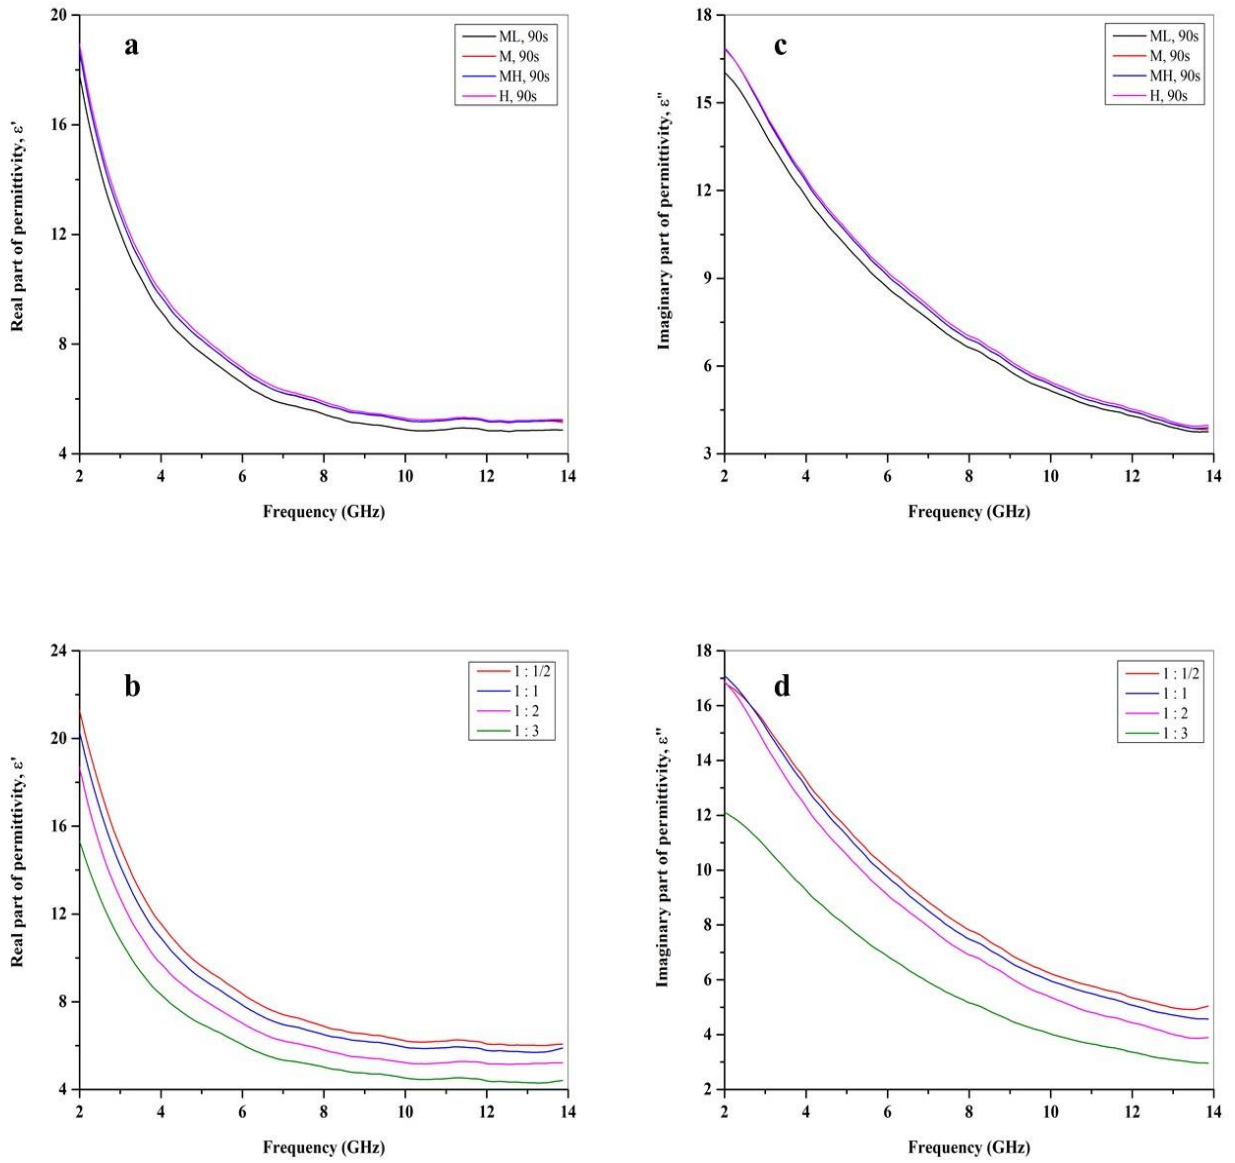 a
ML, 90s
M, 90s
MH, 90s
H, 90s
20
16
12
8
4
2 4 6 8 10 12 14
Real part of permittivity, ε'
Frequency (GHz)
c
ML, 90s
M, 90s
MH, 90s
H, 90s
18
15
12
9
6
3
2 4 6 8 10 12 14
Imaginary part of permittivity, ε"
Frequency (GHz)
b
1 : 1/2
1 : 1
1 : 2
1 : 3
24
20
16
12
8
4
2 4 6 8 10 12 14
Real part of permittivity, ε'
Frequency (GHz)
d
1 : 1/2
1 : 1
1 : 2
1 : 3
18
16
14
12
10
8
6
4
2
2 4 6 8 10 12 14
Imaginary part of permittivity, ε"
Frequency (GHz)